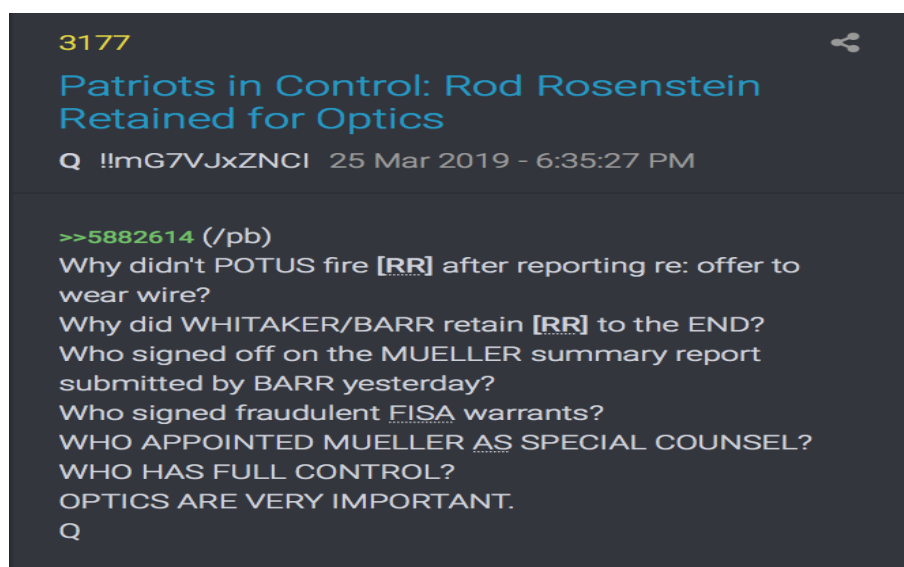 3177
Patriots in Control: Rod Rosenstein
Retained for Optics
Q !!mG7VJxZNCI 25 Mar 2019 - 6:35:27 PM
>>5882614 (/pb)
Why didn't POTUS fire [RR] after reporting re: offer to
wear wire?
Why did WHITAKER/BARR retain [RR] to the END?
Who signed off on the MUELLER summary report
submitted by BARR yesterday?
Who signed fraudulent FISA warrants?
WHO APPOINTED MUELLER AS SPECIAL COUNSEL?
WHO HAS FULL CONTROL?
OPTICS ARE VERY IMPORTANT.
Q